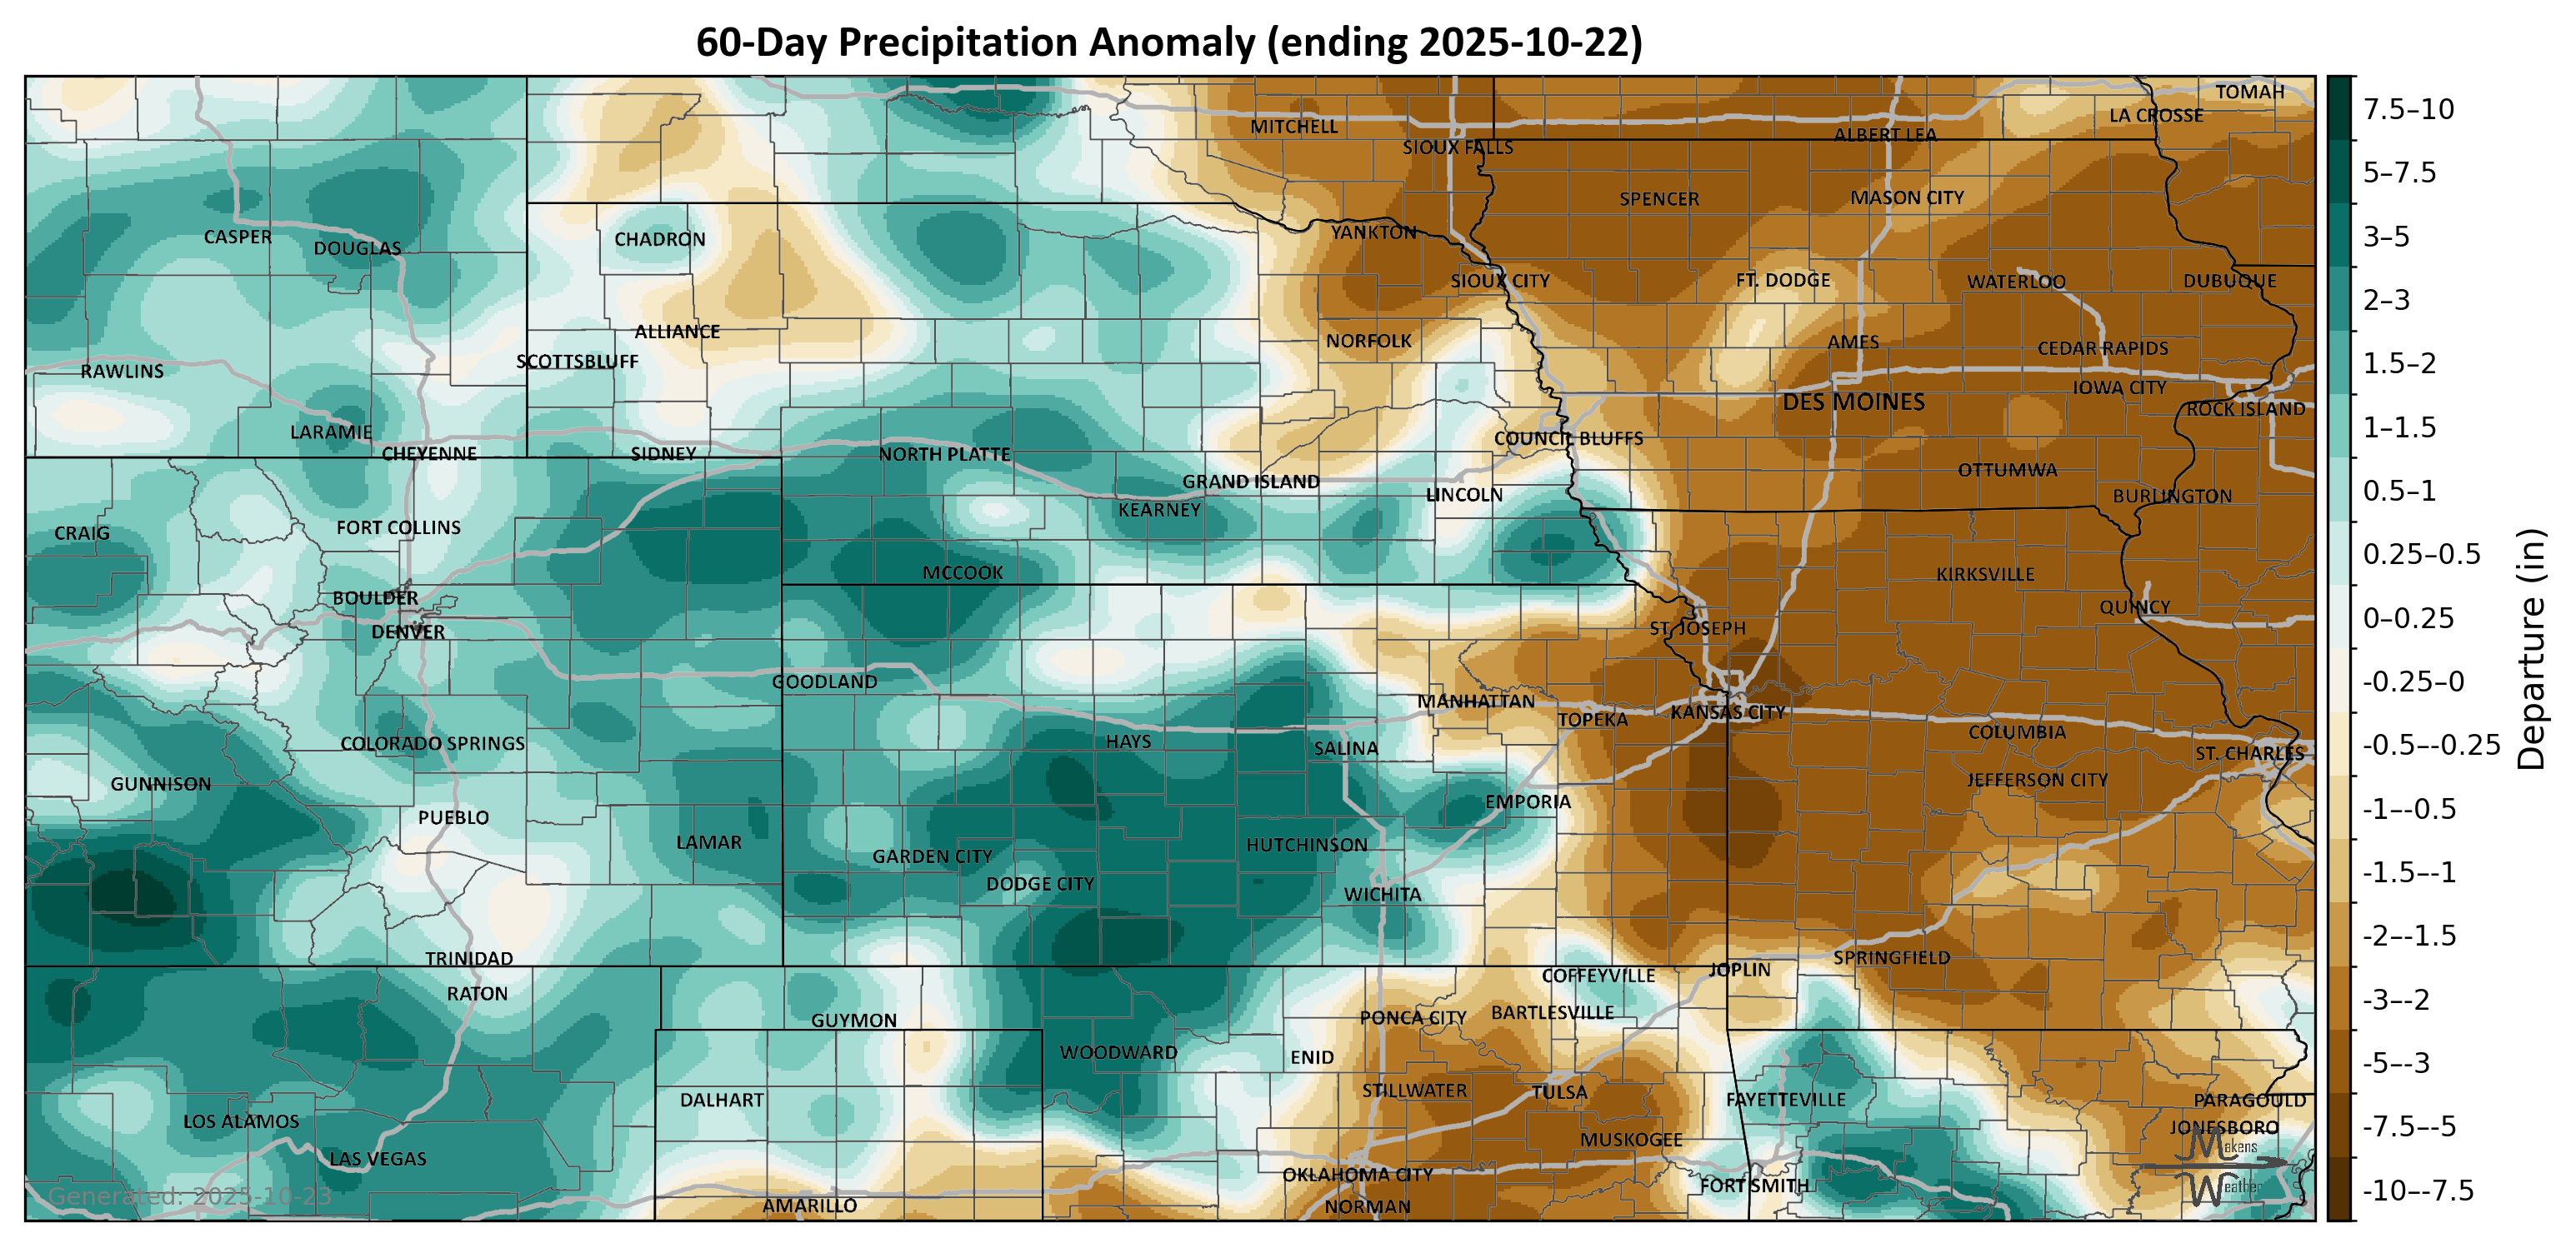 60-Day Precipitation Anomaly (ending 2025-10-22)
TOMAH
LA CROSSE
MITCHELL
ALBERT LEA
SIOUX FALLS
SPENCER
MASON CITY
CASPER
DOUGLAS
CHADRON
YANKTON
SIOUX CITY
FT. DODGE
WATERLOO
DUBUQUE
ALLIANCE
NORFOLK
AMES
CEDAR RAPIDS
SCOTTSBLUFF
RAWLINS
IOWA CITY
DES MOINES
ROCK ISLAND
LARAMIE
COUNCIL BLUFFS
CHEYENNE
SIDNEY
NORTH PLATTE
OTTUMWA
GRAND ISLAND
LINCOLN
BURLINGTON
KEARNEY
CRAIG
FORT COLLINS
MCCOOK
KIRKSVILLE
BOULDER
QUINCY
DENVER
ST. JOSEPH
GOODLAND
MANHATTAN
TOPEKA
KANSAS CITY
COLUMBIA
COLORADO SPRINGS
HAYS
SALINA
ST. CHARLES
GUNNISON
JEFFERSON CITY
EMPORIA
PUEBLO
LAMAR
HUTCHINSON
GARDEN CITY
DODGE CITY
WICHITA
TRINIDAD
SPRINGFIELD
JOPLIN
COFFEYVILLE
RATON
GUYMON
PONCA CITY
BARTLESVILLE
WOODWARD
ENID
STILLWATER
TULSA
DALHART
FAYETTEVILLE
PARAGOULD
LOS ALAMOS
JONESBORO
MUSKOGEE
LAS VEGAS
OKLAHOMA CITY
FORT SMITH
AMARILLO
NORMAN
Generated: 2025-10-23
Makens
Weather
7.5–10
5–7.5
3–5
2–3
1.5–2
1–1.5
0.5–1
0.25–0.5
0–0.25
-0.25–0
-0.5–-0.25
-1–-0.5
-1.5–-1
-2–-1.5
-3–-2
-5–-3
-7.5–-5
-10–-7.5
Departure (in)